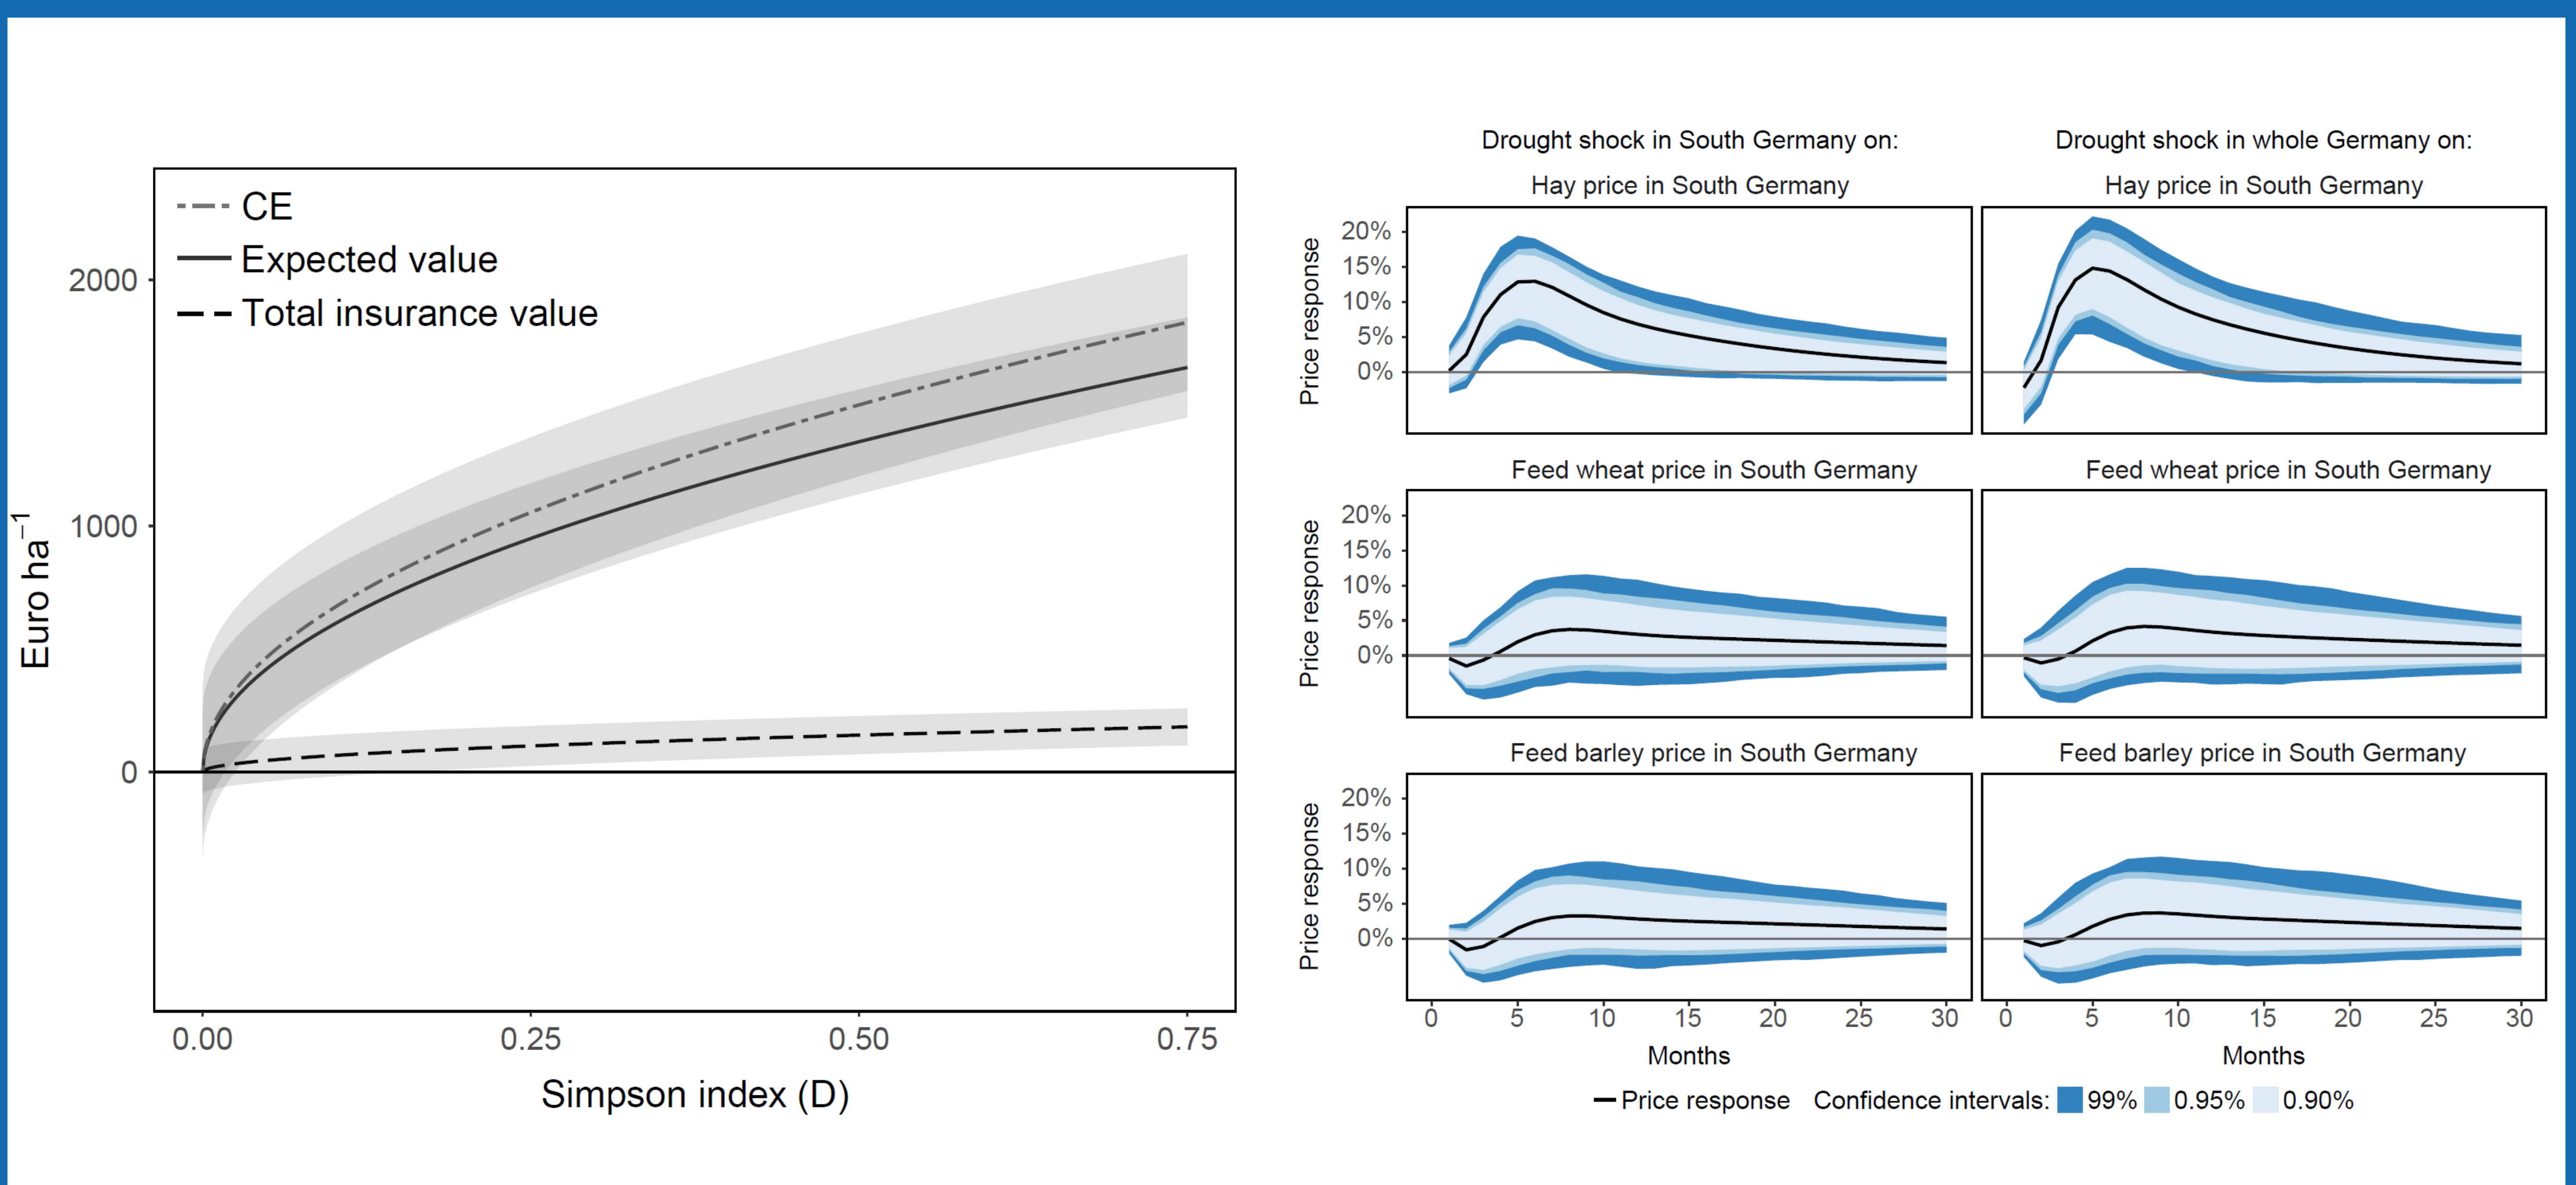 CE
Expected value
Total insurance value
2000
1000
0
Euro ha⁻¹
0.00 0.25 0.50 0.75
Simpson index (D)
Drought shock in South Germany on:
Drought shock in whole Germany on:
Hay price in South Germany
Hay price in South Germany
Price response
20%
15%
10%
5%
0%
Feed wheat price in South Germany
Feed wheat price in South Germany
Price response
20%
15%
10%
5%
0%
Feed barley price in South Germany
Feed barley price in South Germany
Price response
20%
15%
10%
5%
0%
0 5 10 15 20 25 30
0 5 10 15 20 25 30
Months
Months
Price response Confidence intervals: 99% 0.95% 0.90%